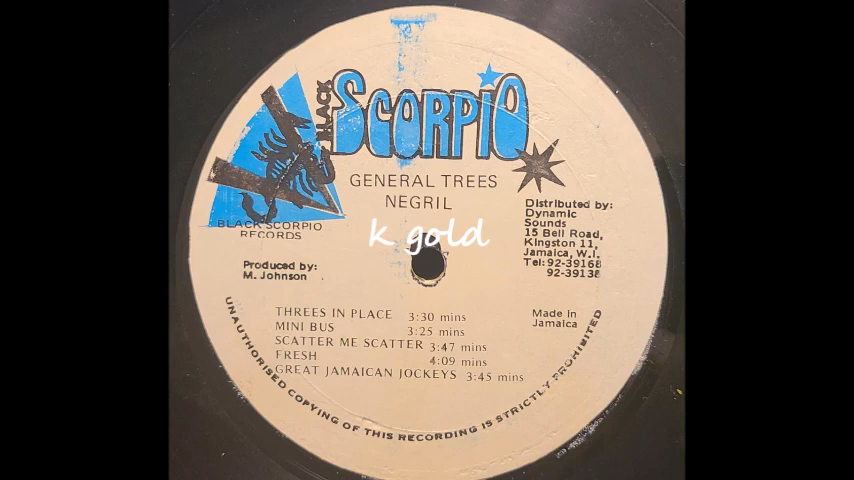 BLACK
SCORPIO
GENERAL TREES
NEGRIL
BLACK SCORPIO
RECORDS
k gold
Distributed by:
Dynamic
Sounds
15 Bell Road,
Kingston 11,
Jamaica, W.I.
Tel: 92-39168
92-39138
Produced by:
M. Johnson
THREES IN PLACE 3:30 mins
MINI BUS 3:25 mins
SCATTER ME SCATTER 3:47 mins
FRESH 4:09 mins
GREAT JAMAICAN JOCKEYS 3:45 mins
Made in
Jamaica
UNAUTHORISED COPYING OF THIS RECORDING IS STRICTLY PROHIBITED